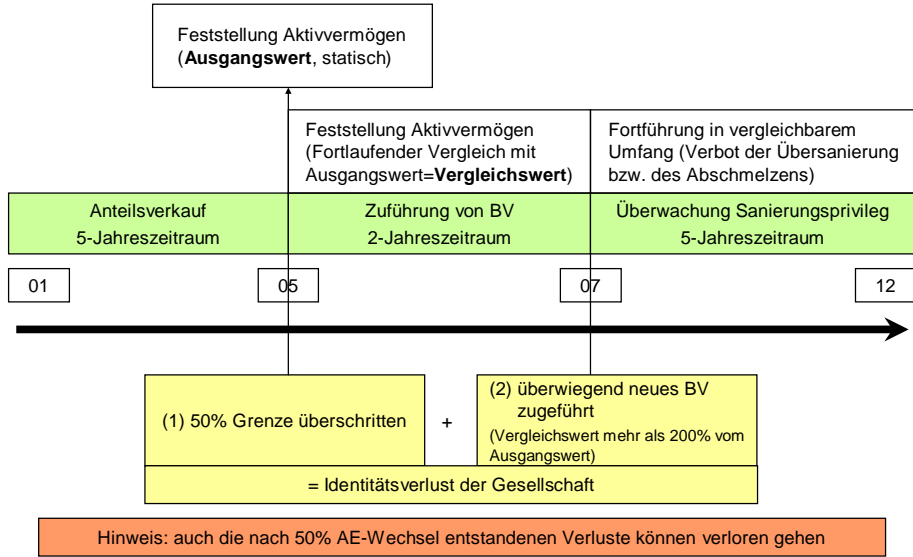 Feststellung Aktivvermögen
(Ausgangswert, statisch)
Feststellung Aktivvermögen
(Fortlaufender Vergleich mit
Ausgangswert=Vergleichswert)
Fortführung in vergleichbarem
Umfang (Verbot der Übersanierung
bzw. des Abschmelzens)
Anteilsverkauf
5-Jahreszeitraum
Zuführung von BV
2-Jahreszeitraum
Überwachung Sanierungsprivileg
5-Jahreszeitraum
01
05
07
12
(1) 50% Grenze überschritten
+
(2) überwiegend neues BV
zugeführt
(Vergleichswert mehr als 200% vom
Ausgangswert)
= Identitätsverlust der Gesellschaft
Hinweis: auch die nach 50% AE-Wechsel entstandenen Verluste können verloren gehen